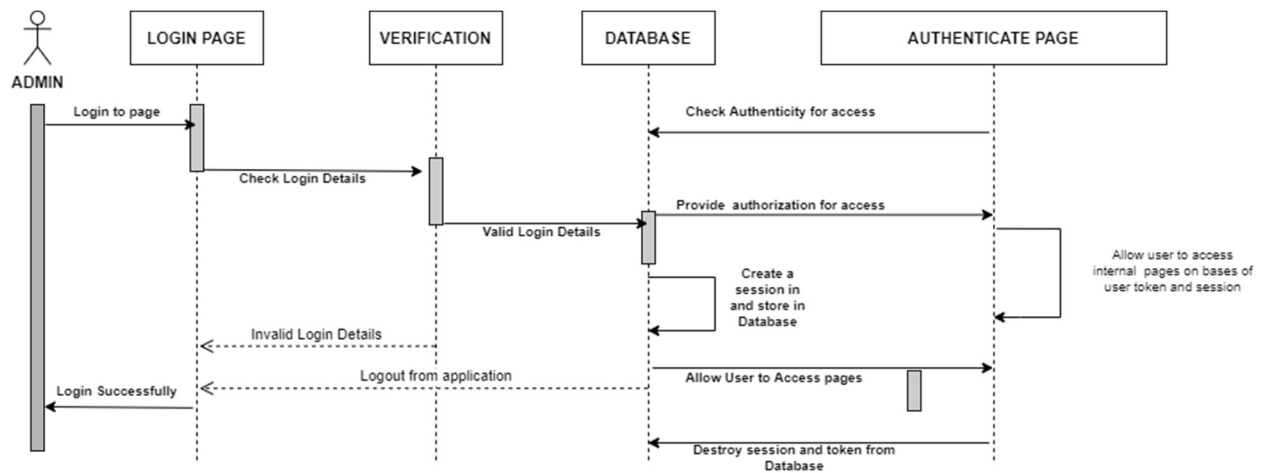 LOGIN PAGE
VERIFICATION
DATABASE
AUTHENTICATE PAGE
ADMIN
Login to page
Check Authenticity for access
Check Login Details
Provide authorization for access
Valid Login Details
Allow user to access
internal pages on bases of
user token and session
Create a
session in
and store in
Database
Invalid Login Details
Logout from application
Allow User to Access pages
Login Successfully
Destroy session and token from
Database